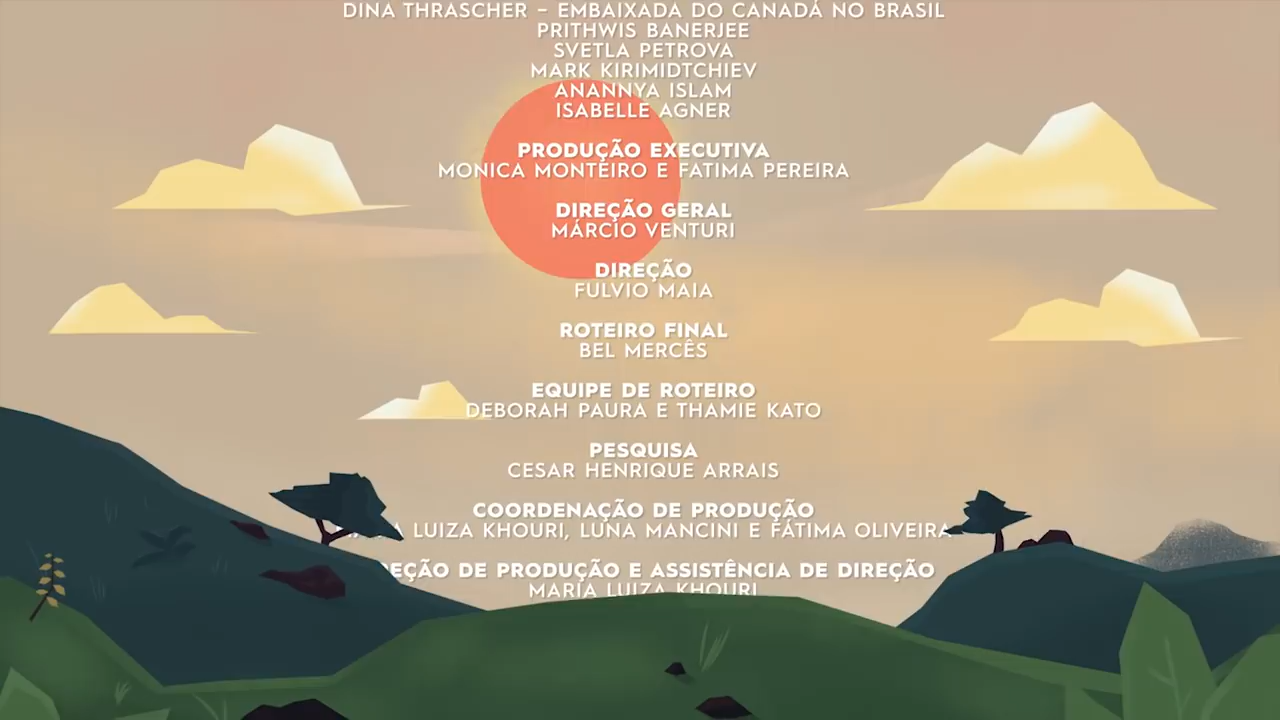 DINA THRASCHER – EMBAIXADA DO CANADÁ NO BRASIL
PRITHWIS BANERJEE
SVETLA PETROVA
MARK KIRIMIDTCHIEV
ANANNYA ISLAM
ISABELLE AGNER
PRODUÇÃO EXECUTIVA
MONICA MONTEIRO E FATIMA PEREIRA
DIREÇÃO GERAL
MÁRCIO VENTURI
DIREÇÃO
FULVIO MAIA
ROTEIRO FINAL
BEL MERCÊS
EQUIPE DE ROTEIRO
DEBORAH PAURA E THAMIE KATO
PESQUISA
CESAR HENRIQUE ARRAIS
COORDENAÇÃO DE PRODUÇÃO
LUIZA KHOURI, LUNA MANCINI E FÁTIMA OLIVEIRA
DE PRODUÇÃO E ASSISTÊNCIA DE DIREÇÃO
MARIA LUIZA KHOURI